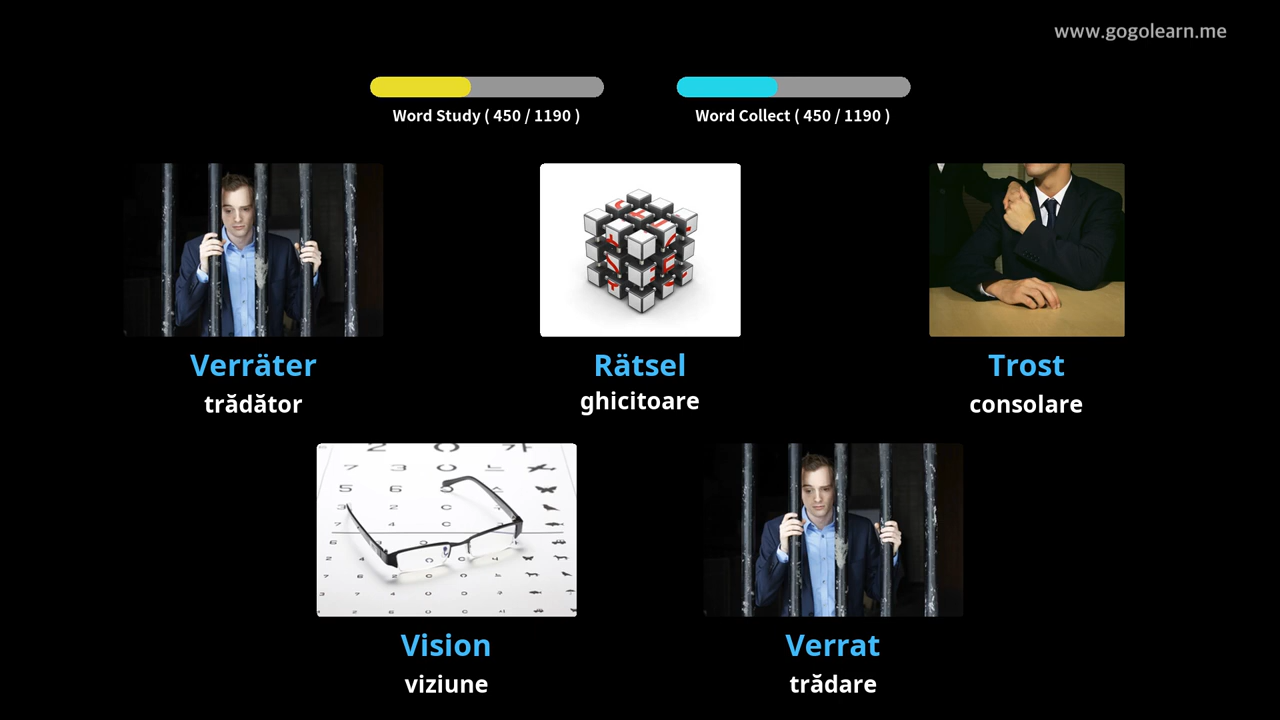 www.gogolearn.me
Word Study ( 450 / 1190 )
Word Collect ( 450 / 1190 )
Verräter
trădător
Rätsel
ghicitoare
Trost
consolare
Vision
viziune
Verrat
trădare